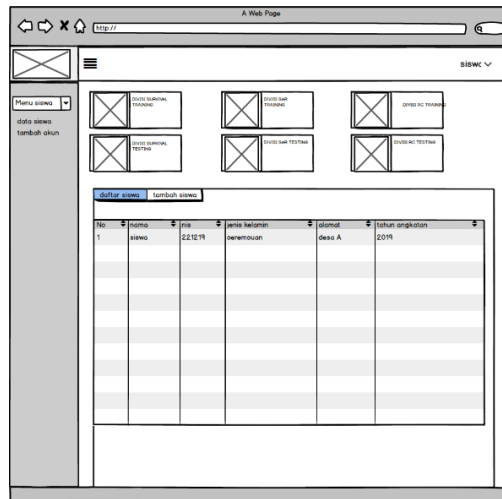 A Web Page
http://
siswa
Menu siswa
data siswa
tambah akun
DIVISI SURVIVAL TRAINING
DIVISI SAR TRAINING
DIVISI RC TRAINING
DIVISI SURVIVAL TESTING
DIVISI SAR TESTING
DIVISI RC TESTING
daftar siswa tambah siswa
No nama nis jenis kelamin alamat tahun angkatan
1 siswa 221219 perempuan desa A 2019